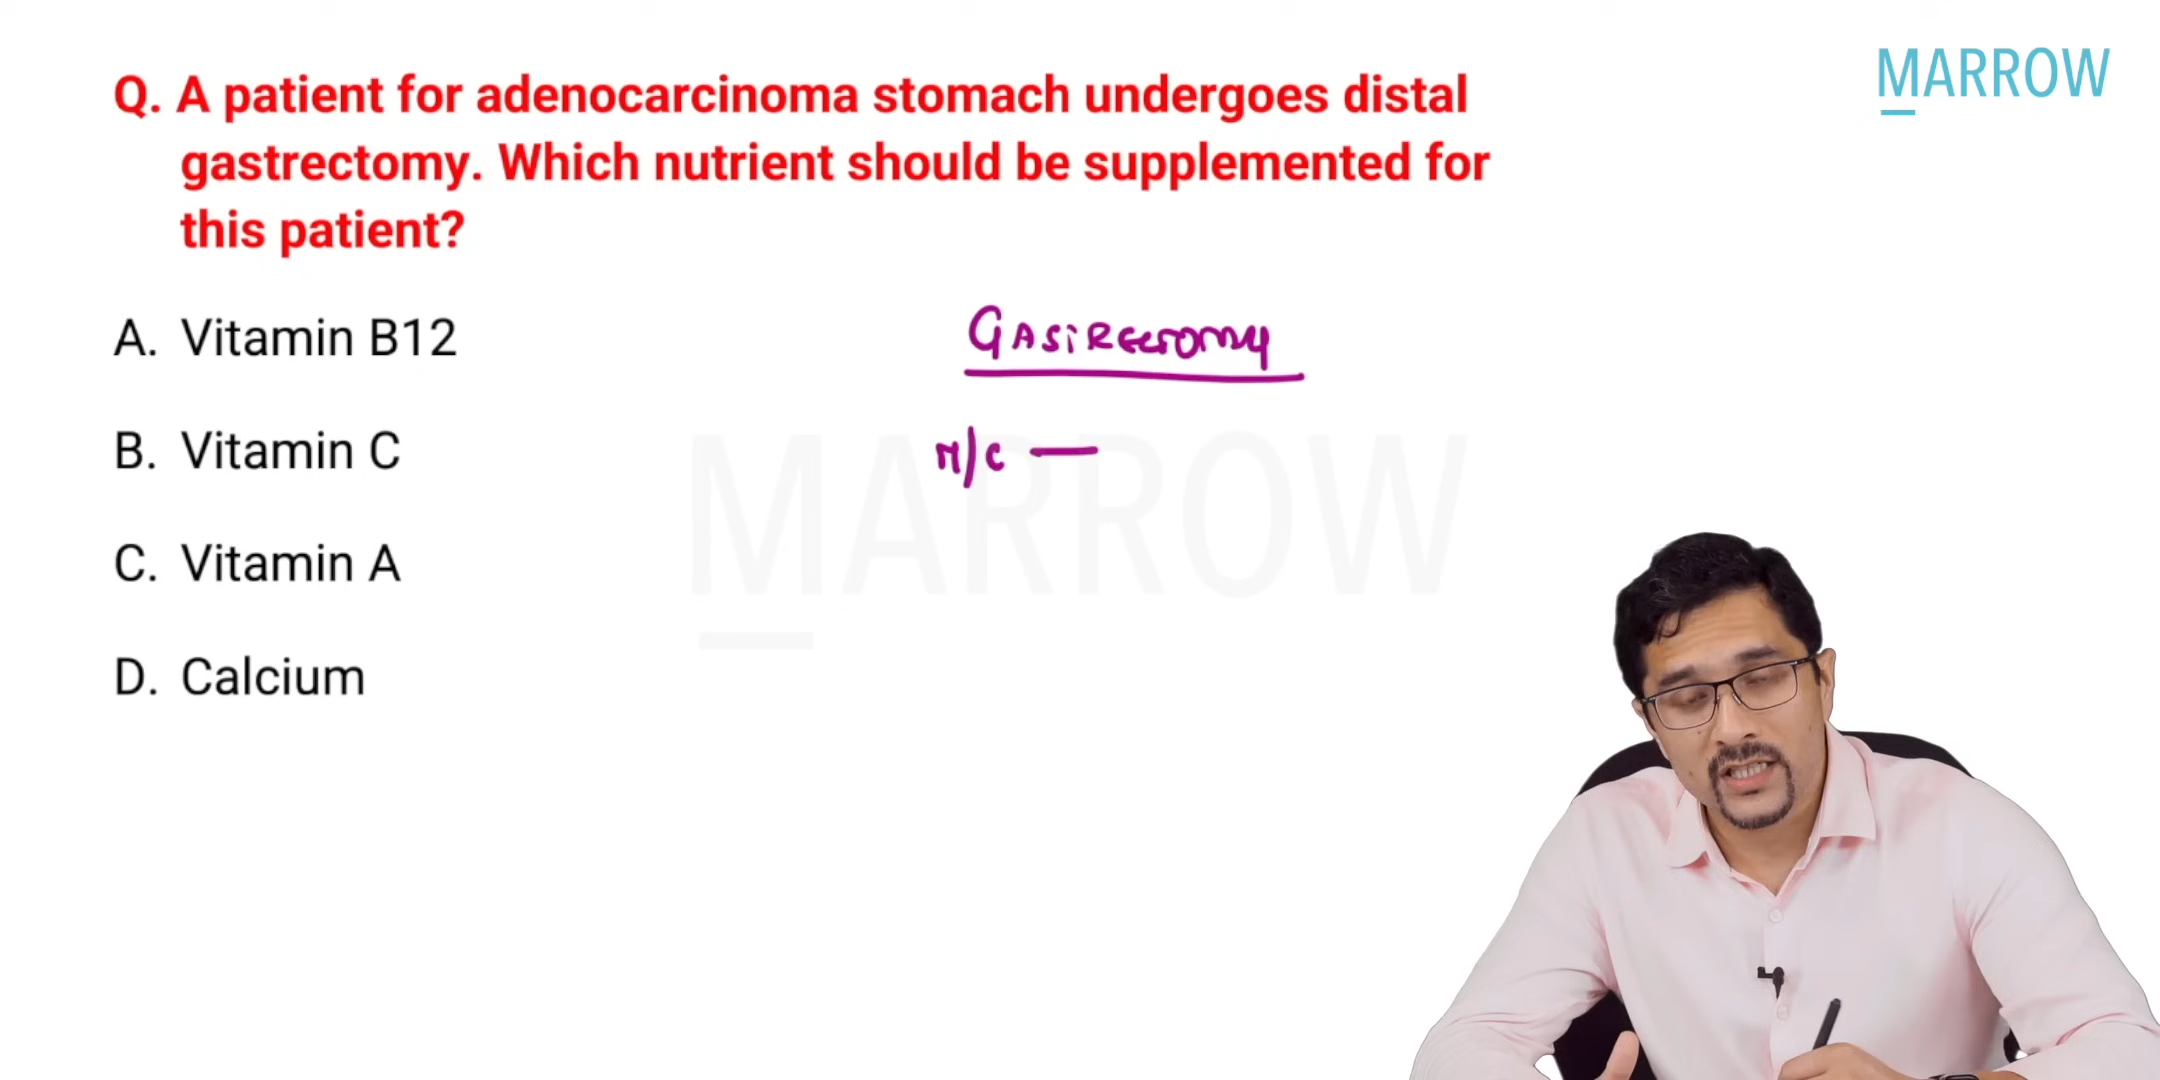 MARROW
Q. A patient for adenocarcinoma stomach undergoes distal
gastrectomy. Which nutrient should be supplemented for
this patient?
A. Vitamin B12
B. Vitamin C
C. Vitamin A
D. Calcium
GASTRECTOMY
M/C —
MARROW